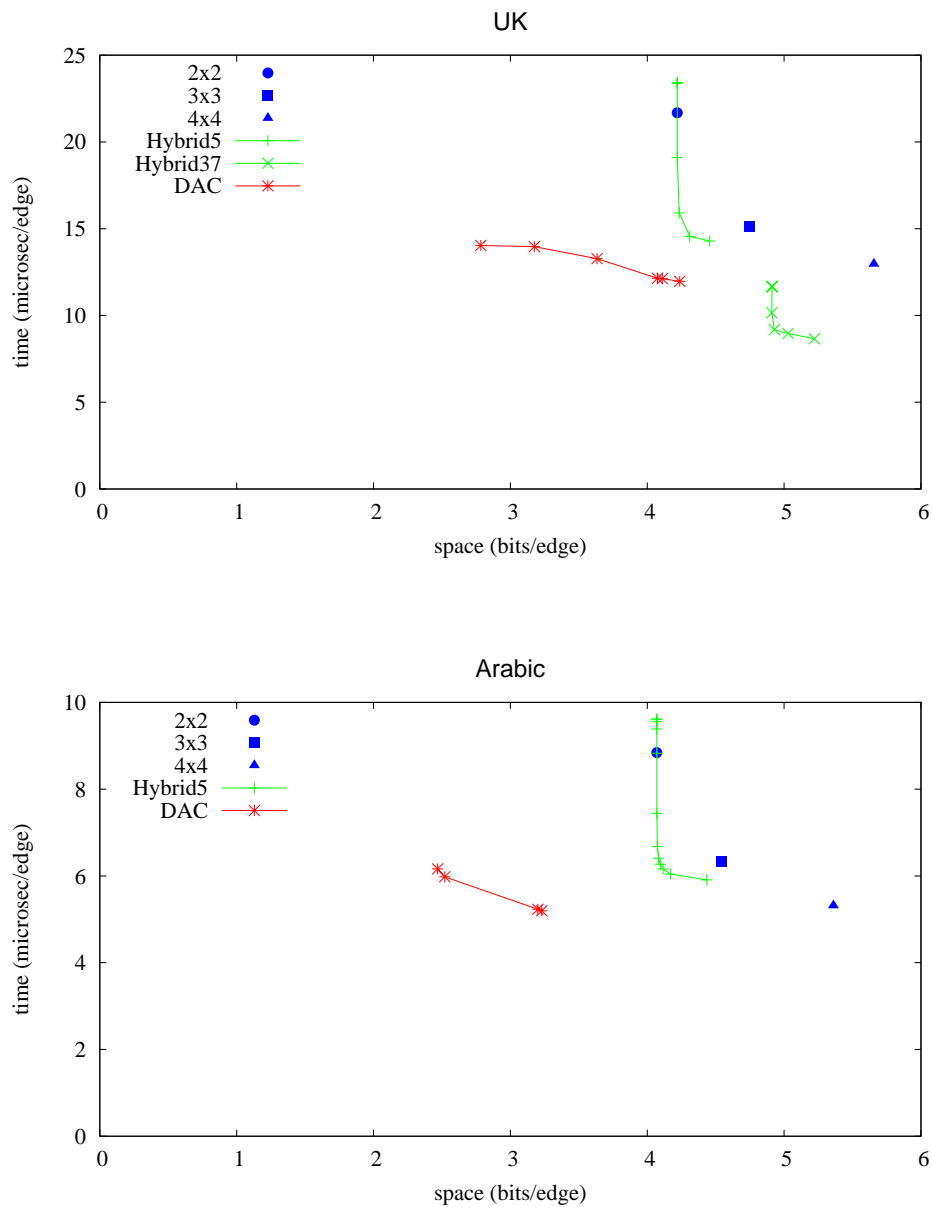 UK
25
20
15
10
5
0
time (microsec/edge)
2x2
3x3
4x4
Hybrid5
Hybrid37
DAC
0 1 2 3 4 5 6
space (bits/edge)
Arabic
10
8
6
4
2
0
time (microsec/edge)
2x2
3x3
4x4
Hybrid5
DAC
0 1 2 3 4 5 6
space (bits/edge)